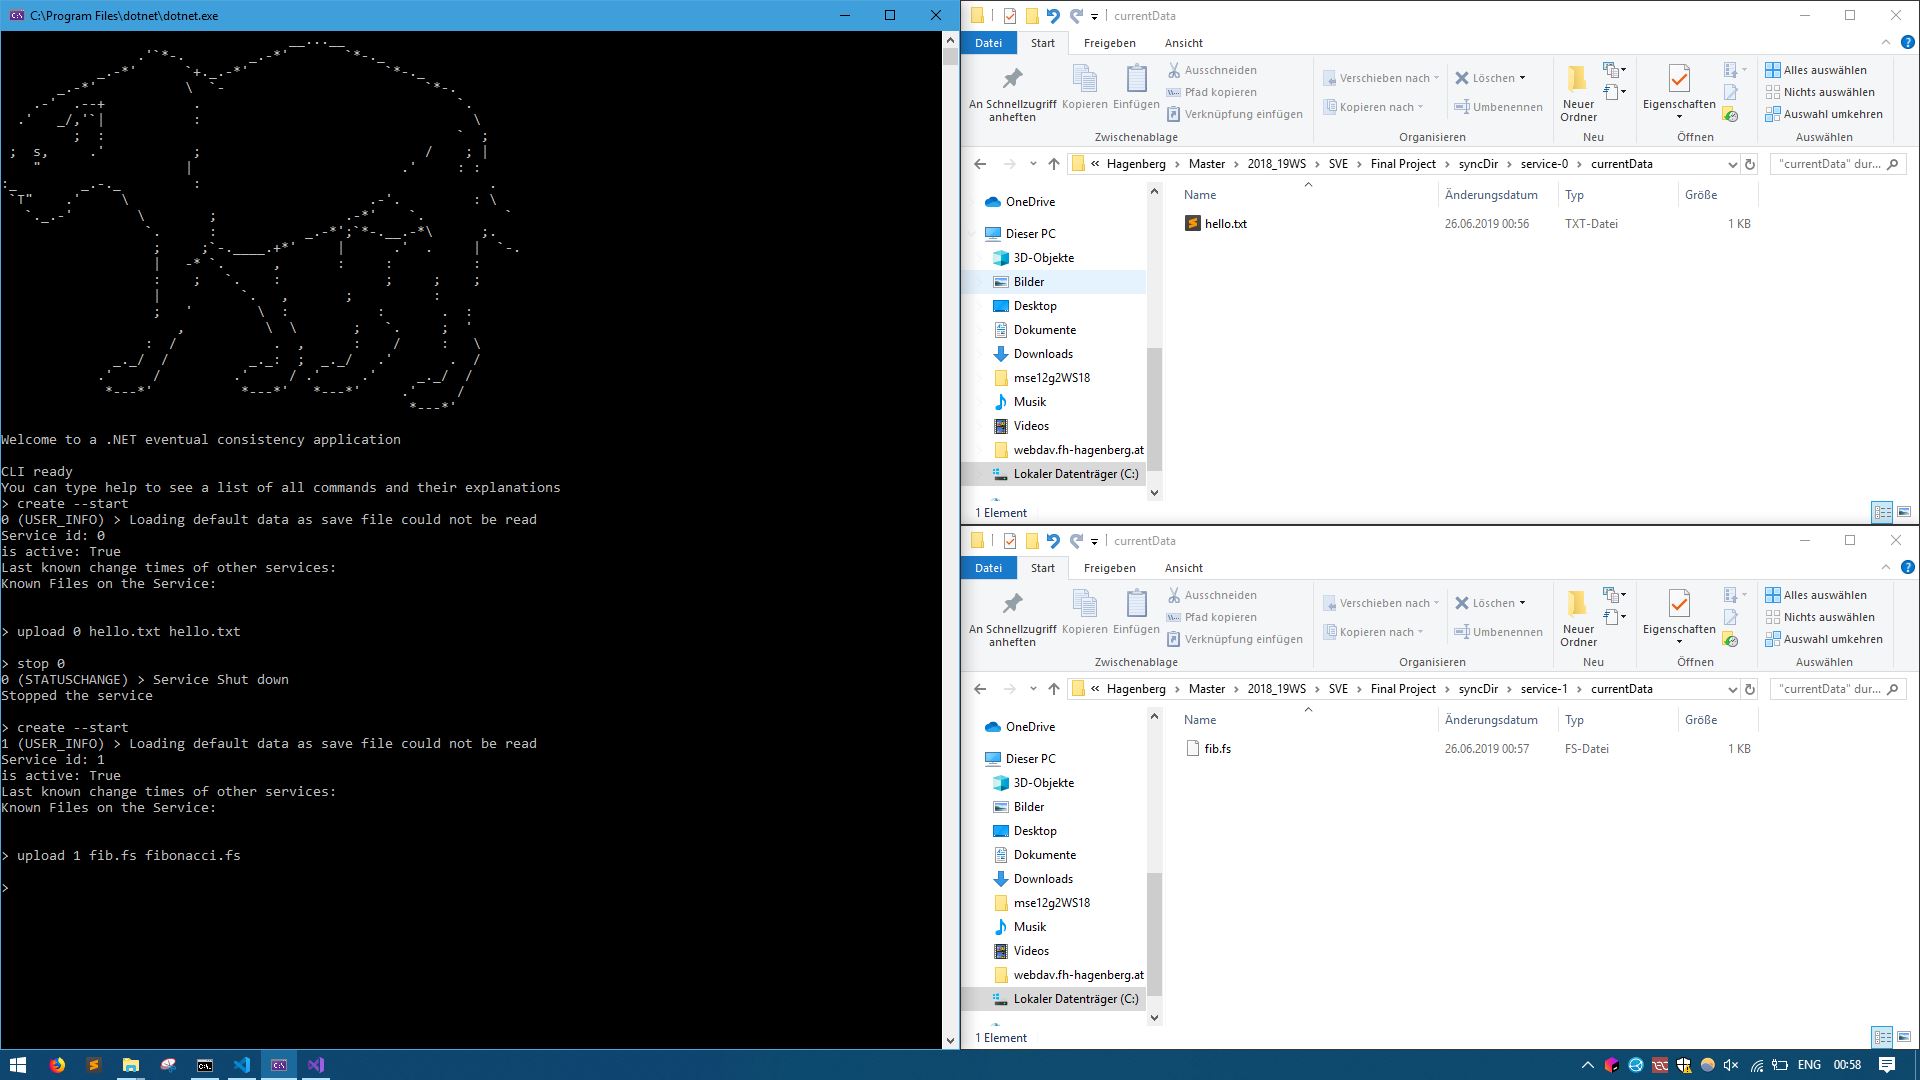 C:\Program Files\dotnet\dotnet.exe
Welcome to a .NET eventual consistency application
CLI ready
You can type help to see a list of all commands and their explanations
> create --start
0 (USER_INFO) > Loading default data as save file could not be read
Service id: 0
is active: True
Last known change times of other services:
Known Files on the Service:
> upload 0 hello.txt hello.txt
> stop 0
0 (STATUSCHANGE) > Service Shut down
Stopped the service
> create --start
1 (USER_INFO) > Loading default data as save file could not be read
Service id: 1
is active: True
Last known change times of other services:
Known Files on the Service:
> upload 1 fib.fs fibonacci.fs
>
currentData
Datei Start Freigeben Ansicht
An Schnellzugriff anheften
Kopieren
Einfügen
Ausschneiden
Pfad kopieren
Verknüpfung einfügen
Zwischenablage
Verschieben nach
Kopieren nach
Löschen
Umbenennen
Organisieren
Neuer Ordner
Neu
Eigenschaften
Öffnen
Alles auswählen
Nichts auswählen
Auswahl umkehren
Auswählen
« Hagenberg > Master > 2018_19WS > SVE > Final Project > syncDir > service-0 > currentData
"currentData" dur...
Name Änderungsdatum Typ Größe
hello.txt 26.06.2019 00:56 TXT-Datei 1 KB
OneDrive
Dieser PC
3D-Objekte
Bilder
Desktop
Dokumente
Downloads
mse12g2WS18
Musik
Videos
webdav.fh-hagenberg.at
Lokaler Datenträger (C:)
1 Element
currentData
Datei Start Freigeben Ansicht
An Schnellzugriff anheften
Kopieren
Einfügen
Ausschneiden
Pfad kopieren
Verknüpfung einfügen
Zwischenablage
Verschieben nach
Kopieren nach
Löschen
Umbenennen
Organisieren
Neuer Ordner
Neu
Eigenschaften
Öffnen
Alles auswählen
Nichts auswählen
Auswahl umkehren
Auswählen
« Hagenberg > Master > 2018_19WS > SVE > Final Project > syncDir > service-1 > currentData
"currentData" dur...
Name Änderungsdatum Typ Größe
fib.fs 26.06.2019 00:57 FS-Datei 1 KB
OneDrive
Dieser PC
3D-Objekte
Bilder
Desktop
Dokumente
Downloads
mse12g2WS18
Musik
Videos
webdav.fh-hagenberg.at
Lokaler Datenträger (C:)
1 Element
ENG 00:58